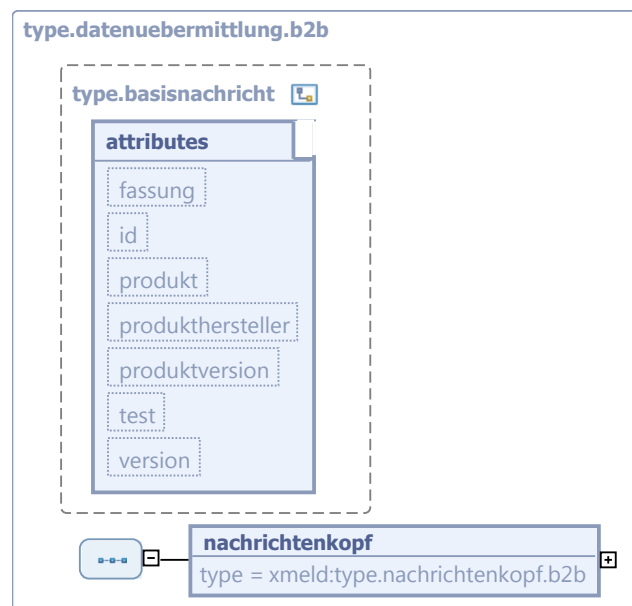 type.datenuebermittlung.b2b
type.basisnachricht
attributes
fassung
id
produkt
produkthersteller
produktversion
test
version
nachrichtenkopf
type = xmeld:type.nachrichtenkopf.b2b